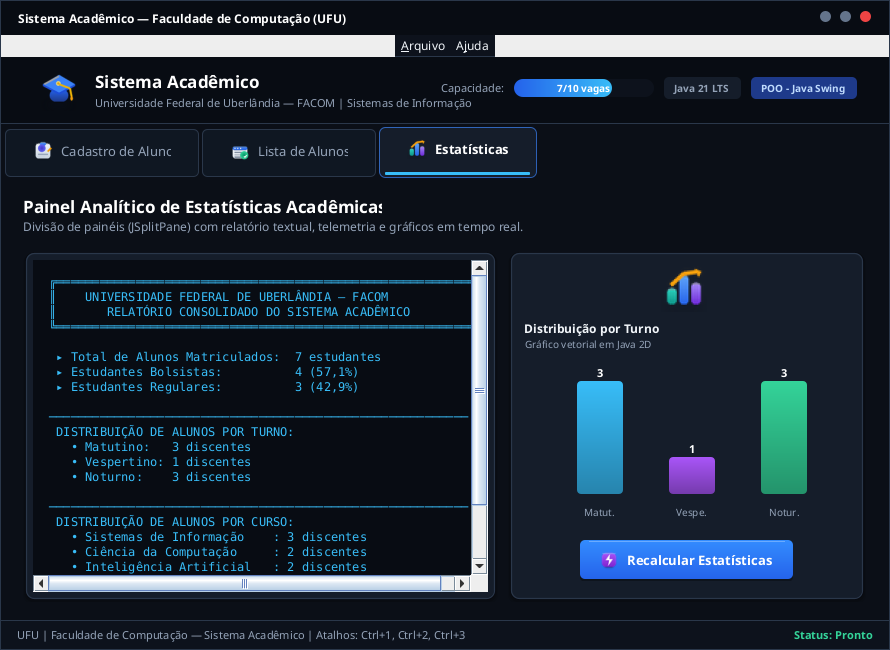 Sistema Acadêmico — Faculdade de Computação (UFU)
Arquivo Ajuda
Sistema Acadêmico
Universidade Federal de Uberlândia — FACOM | Sistemas de Informação
Capacidade: 7/10 vagas Java 21 LTS POO - Java Swing
Cadastro de Alunc Lista de Alunos Estatísticas
Painel Analítico de Estatísticas Acadêmicas
Divisão de painéis (JSplitPane) com relatório textual, telemetria e gráficos em tempo real.
UNIVERSIDADE FEDERAL DE UBERLÂNDIA — FACOM
RELATÓRIO CONSOLIDADO DO SISTEMA ACADÊMICO
▸ Total de Alunos Matriculados: 7 estudantes
▸ Estudantes Bolsistas: 4 (57,1%)
▸ Estudantes Regulares: 3 (42,9%)
DISTRIBUIÇÃO DE ALUNOS POR TURNO:
• Matutino: 3 discentes
• Vespertino: 1 discentes
• Noturno: 3 discentes
DISTRIBUIÇÃO DE ALUNOS POR CURSO:
• Sistemas de Informação : 3 discentes
• Ciência da Computação : 2 discentes
• Inteligência Artificial : 2 discentes
Distribuição por Turno
Gráfico vetorial em Java 2D
3 1 3
Matut. Vespe. Notur.
Recalcular Estatísticas
UFU | Faculdade de Computação — Sistema Acadêmico | Atalhos: Ctrl+1, Ctrl+2, Ctrl+3
Status: Pronto